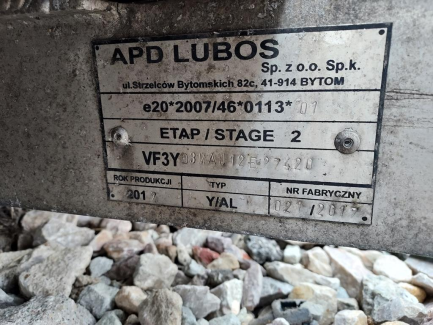 APD LUBOS
Sp. z o.o. Sp.k.
ul.Strzelców Bytomskich 82c, 41-914 BYTOM
e20*2007/46*0113*01
ETAP / STAGE 2
ROK PRODUKCJI TYP NR FABRYCZNY
Y/AL